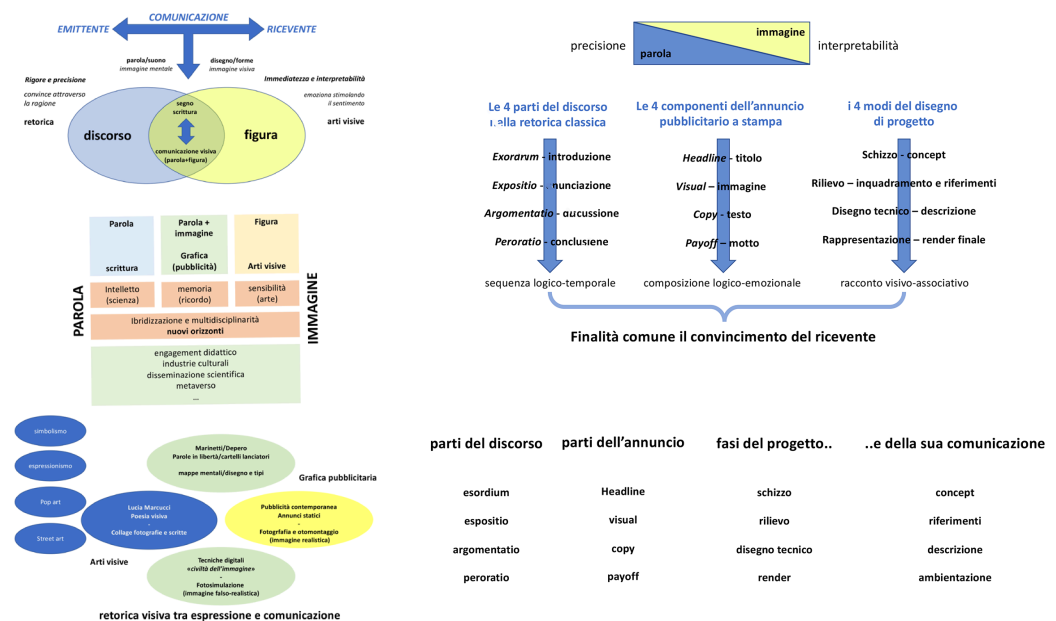 COMUNICAZIONE
EMITTENTE
RICEVENTE
parola/suono
immagine mentale
disegno/forme
immagine visiva
Rigore e precisione
convince attraverso
la ragione
retorica
Immediatezza e interpretabilità
emoziona stimolando
il sentimento
arti visive
discorso
segno
scrittura
comunicazione visiva
(parola+figura)
figura
Parola
scrittura
Parola +
immagine
Grafica
(pubblicità)
Figura
Arti visive
PAROLA
IMMAGINE
Intelletto
(scienza)
memoria
(ricordo)
sensibilità
(arte)
Ibridizzazione e multidisciplinarità
nuovi orizzonti
engagement didattico
industrie culturali
disseminazione scientifica
metaverso
...
simbolismo
espressionismo
Pop art
Street art
Marinetti/Depero
Parole in libertà/cartelli lanciatori
mappe mentali/disegno e tipi
Grafica pubblicitaria
Lucia Marcucci
Poesia visiva
-
Collage fotografie e scritte
Pubblicità contemporanea
Annunci statici
-
Fotogrfafia e otomontaggio
(immagine realistica)
Arti visive
Tecniche digitali
«civiltà dell'immagine»
-
Fotosimulazione
(immagine falso-realistica)
retorica visiva tra espressione e comunicazione
precisione
parola
immagine
interpretabilità
Le 4 parti del discorso
nella retorica classica
Exorarum - introduzione
Expositio - enunciazione
Argomentatio - discussione
Peroratio - conclusiene
sequenza logico-temporale
Le 4 componenti dell'annuncio
pubblicitario a stampa
Headline - titolo
Visual – immagine
Copy - testo
Payoff – motto
composizione logico-emozionale
i 4 modi del disegno
di progetto
Schizzo - concept
Rilievo – inquadramento e riferimenti
Disegno tecnico – descrizione
Rappresentazione – render finale
racconto visivo-associativo
Finalità comune il convincimento del ricevente
parti del discorso
parti dell'annuncio
fasi del progetto..
..e della sua comunicazione
esordium
Headline
schizzo
concept
espositio
visual
rilievo
riferimenti
argomentatio
copy
disegno tecnico
descrizione
peroratio
payoff
render
ambientazione